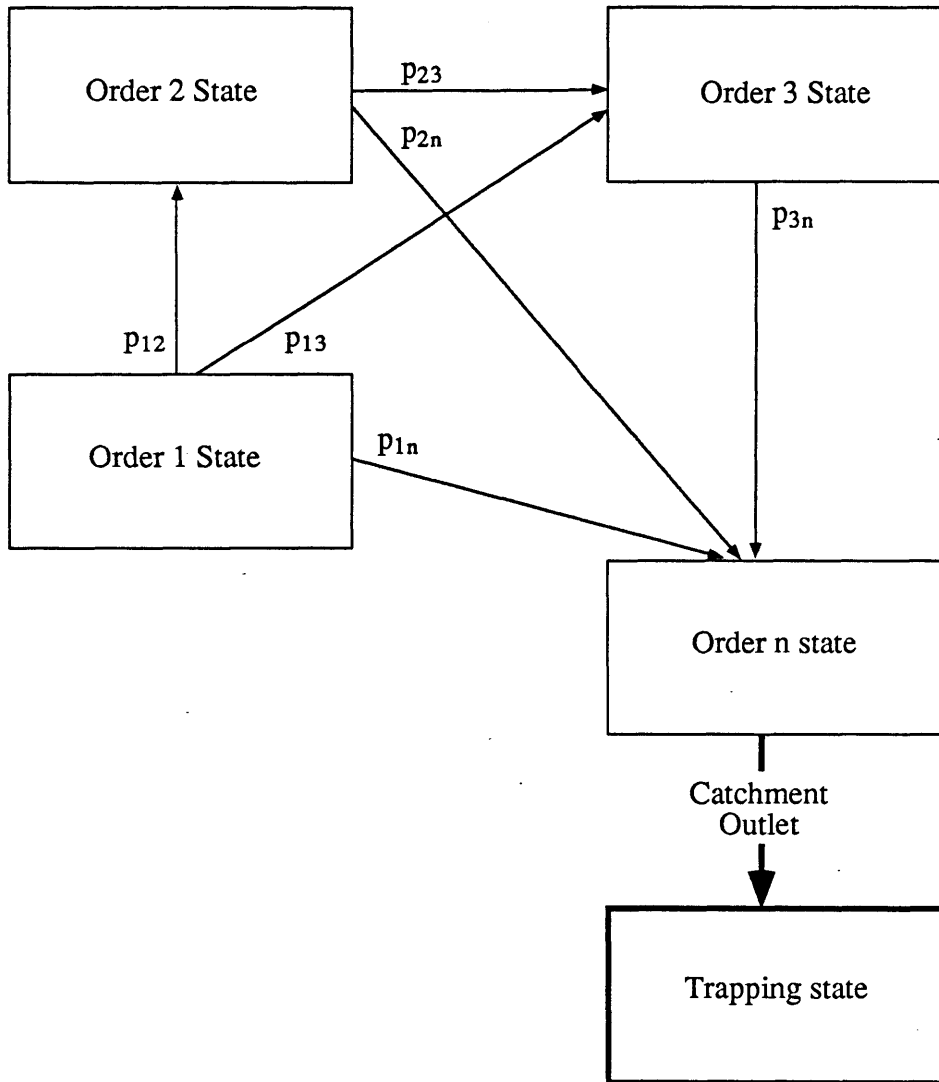 Order 2 State
p23
Order 3 State
p2n
p3n
p12
p13
Order 1 State
p1n
Order n state
Catchment
Outlet
Trapping state